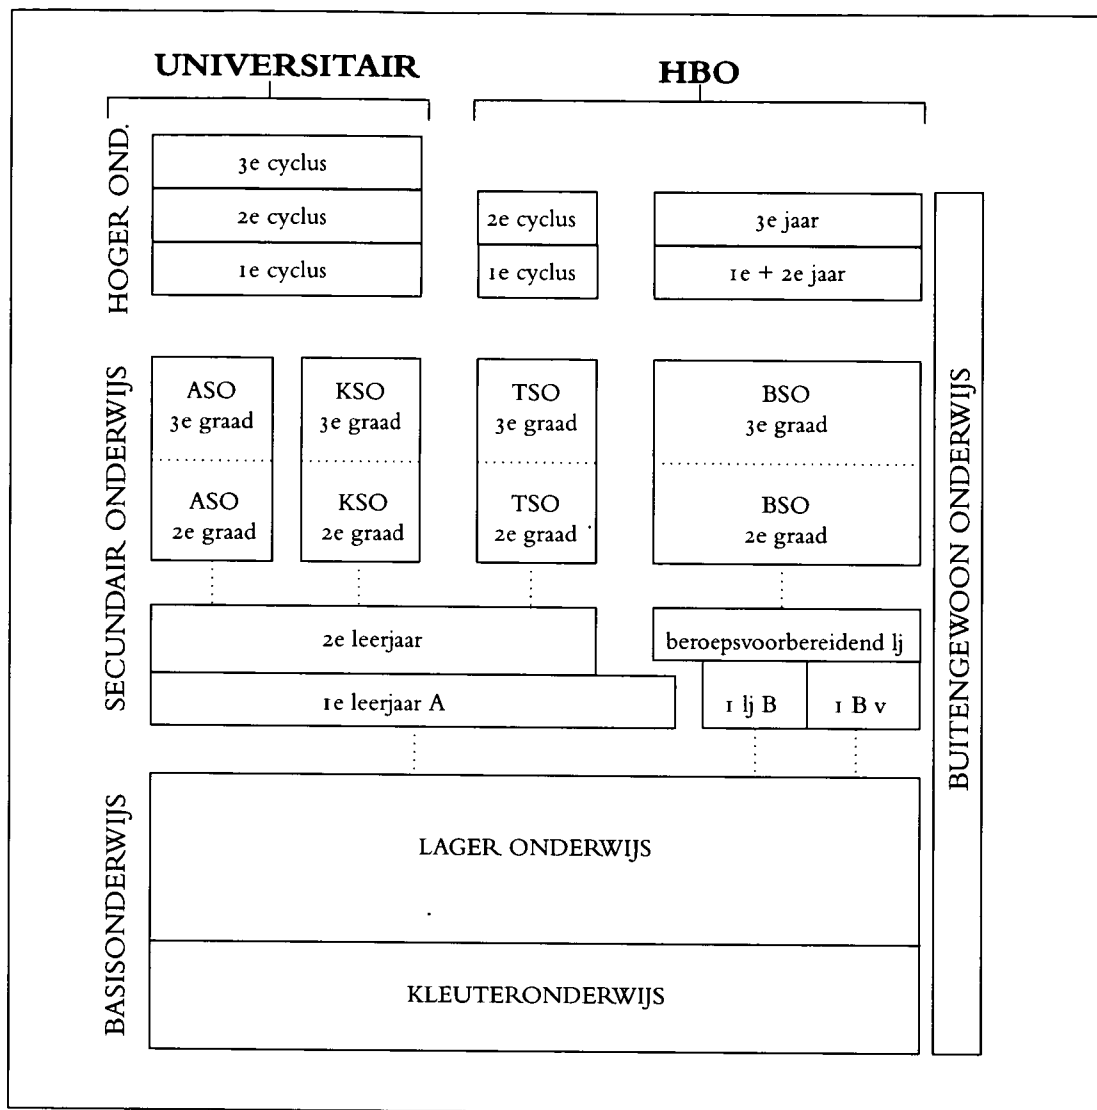 UNIVERSITAIR
HBO
HOGER OND.
3e cyclus
2e cyclus
1e cyclus
2e cyclus
1e cyclus
3e jaar
1e + 2e jaar
SECUNDAIR ONDERWIJS
ASO
3e graad
KSO
3e graad
TSO
3e graad
BSO
3e graad
ASO
2e graad
KSO
2e graad
TSO
2e graad
BSO
2e graad
2e leerjaar
beroepsvoorbereidend lj
1e leerjaar A
1 lj B
1 B v
BASISONDERWIJS
LAGER ONDERWIJS
KLEUTERONDERWIJS
BUITENGEWOON ONDERWIJS